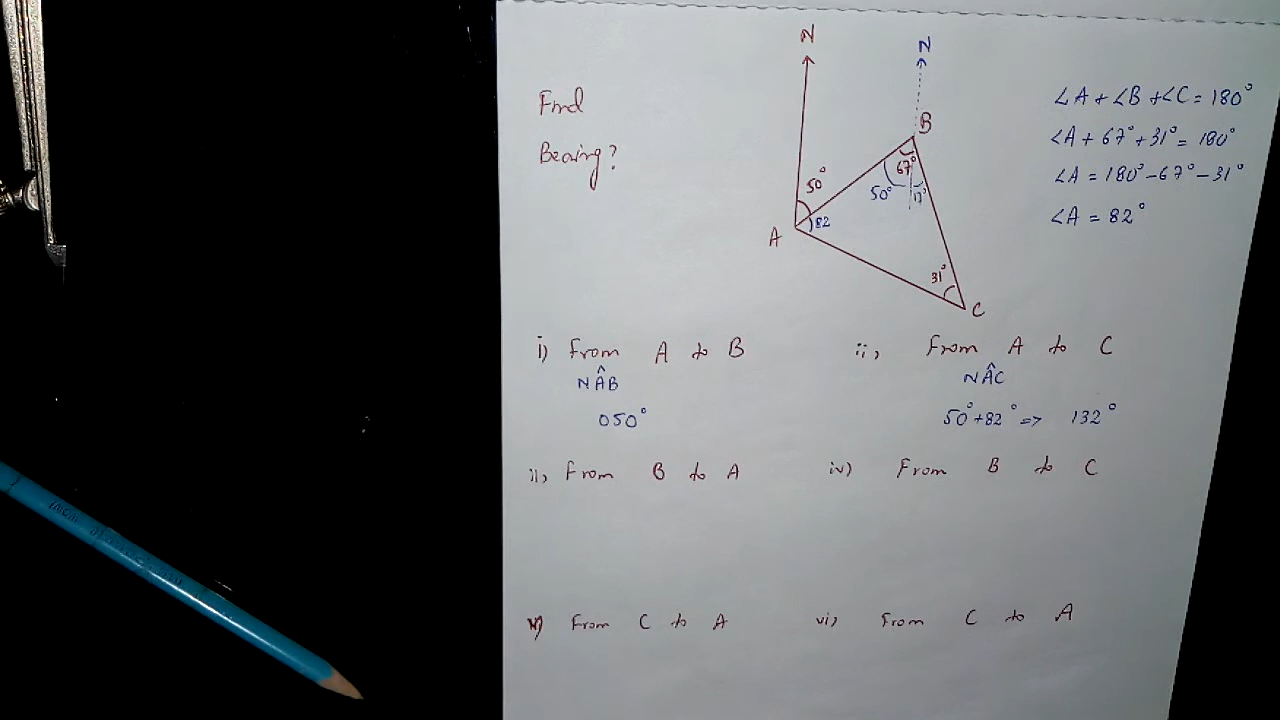 Find
Bearing?
N
N
B
67°
50°
50°
17°
A
82
31°
C
∠A + ∠B + ∠C = 180°
∠A + 67° + 31° = 180°
∠A = 180° - 67° - 31°
∠A = 82°
i) From A to B
NÂB
050°
ii, From A to C
NÂC
50° + 82° => 132°
ii, From B to A
iv) From B to C
v) From C to A
vi, From C to A